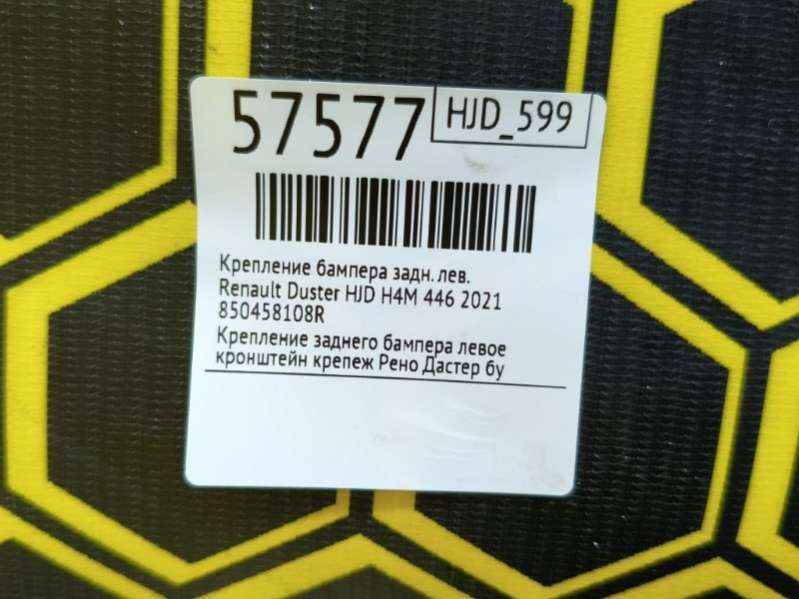 57577
HJD_599
Крепление бампера задн. лев.
Renault Duster HJD H4M 446 2021
850458108R
Крепление заднего бампера левое
кронштейн крепеж Рено Дастер бу